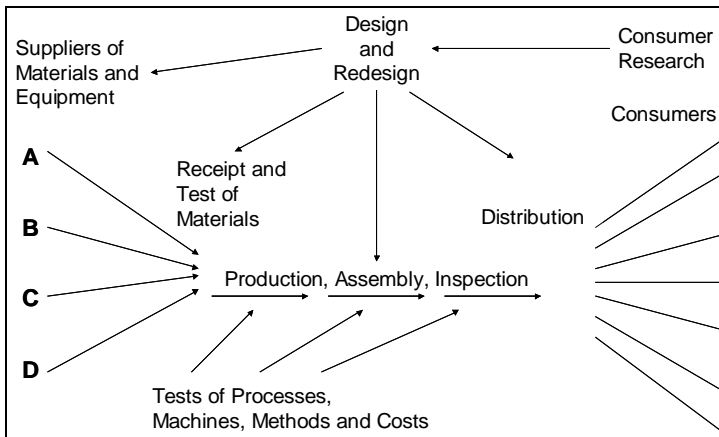 Design
and
Redesign
Consumer
Research
Suppliers of
Materials and
Equipment
Consumers
A
Receipt and
Test of
Materials
B
Distribution
Production, Assembly, Inspection
C
D
Tests of Processes,
Machines, Methods and Costs